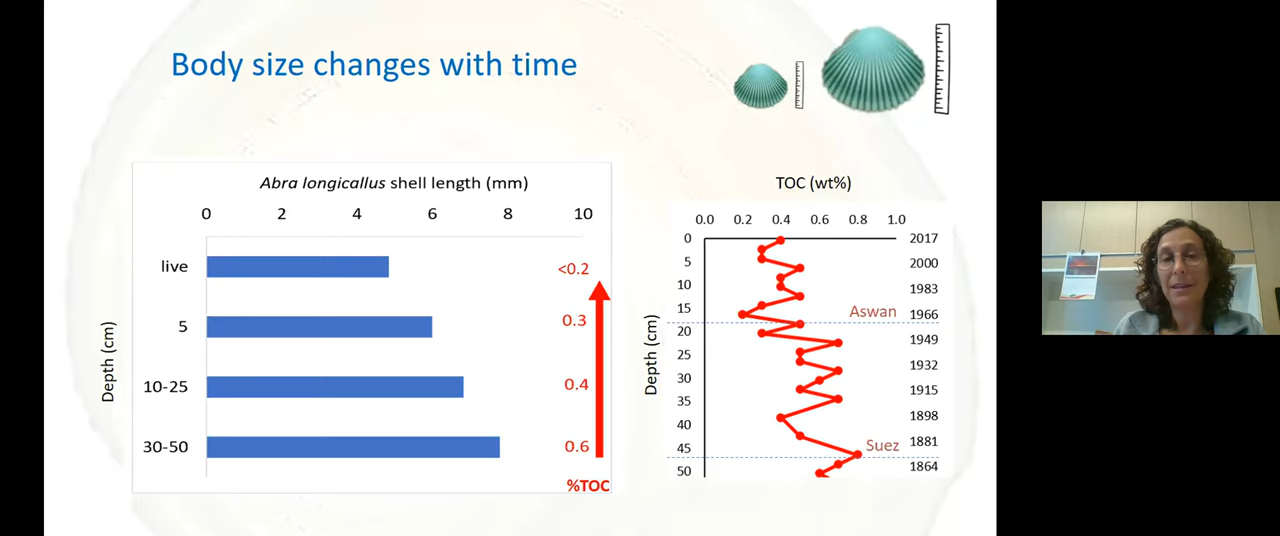 Body size changes with time
Abra longicallus shell length (mm)
0 2 4 6 8 10
live <0.2
5 0.3
10-25 0.4
30-50 0.6
%TOC
Depth (cm)
TOC (wt%)
0.0 0.2 0.4 0.6 0.8 1.0
0 2017
5 2000
10 1983
15 Aswan 1966
20 1949
25 1932
30 1915
35 1898
40 1881
45 Suez 1864
50
Depth (cm)